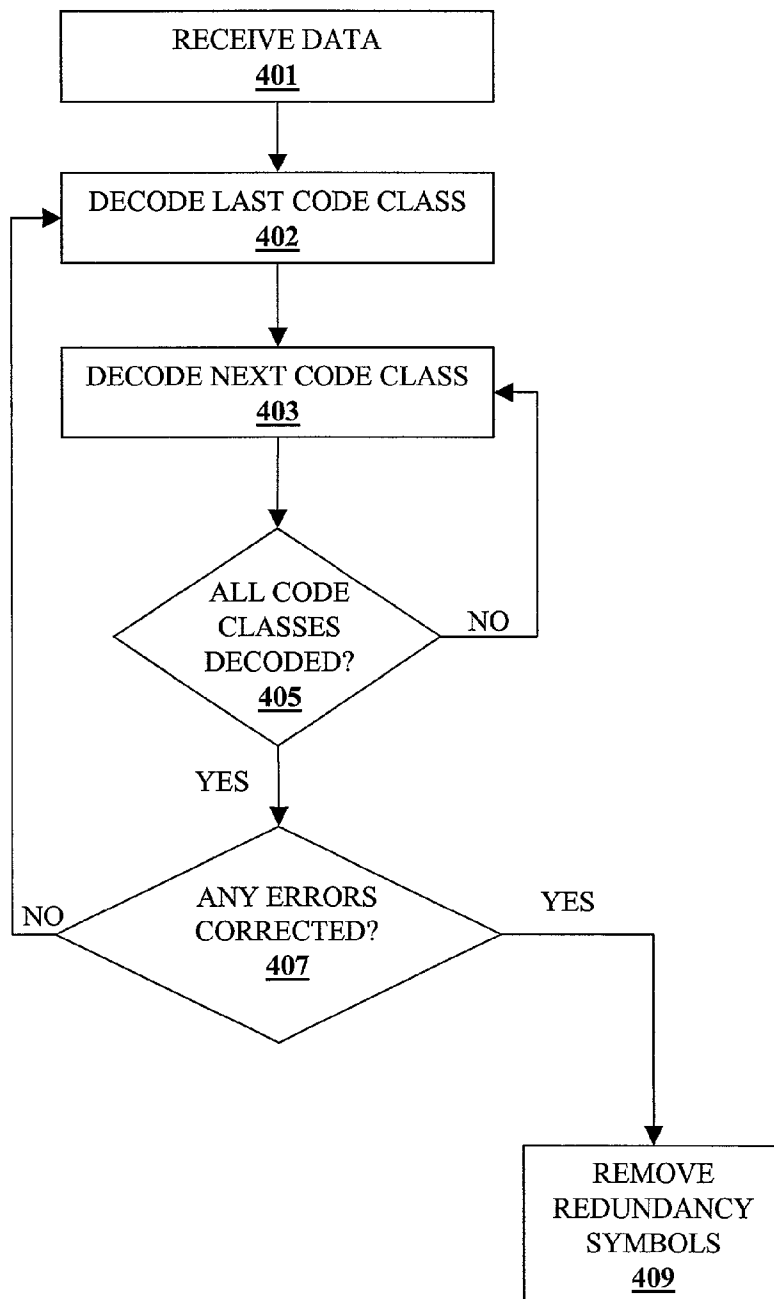 RECEIVE DATA
401
DECODE LAST CODE CLASS
402
DECODE NEXT CODE CLASS
403
ALL CODE
CLASSES
DECODED?
405
NO
YES
ANY ERRORS
CORRECTED?
407
NO
YES
REMOVE
REDUNDANCY
SYMBOLS
409